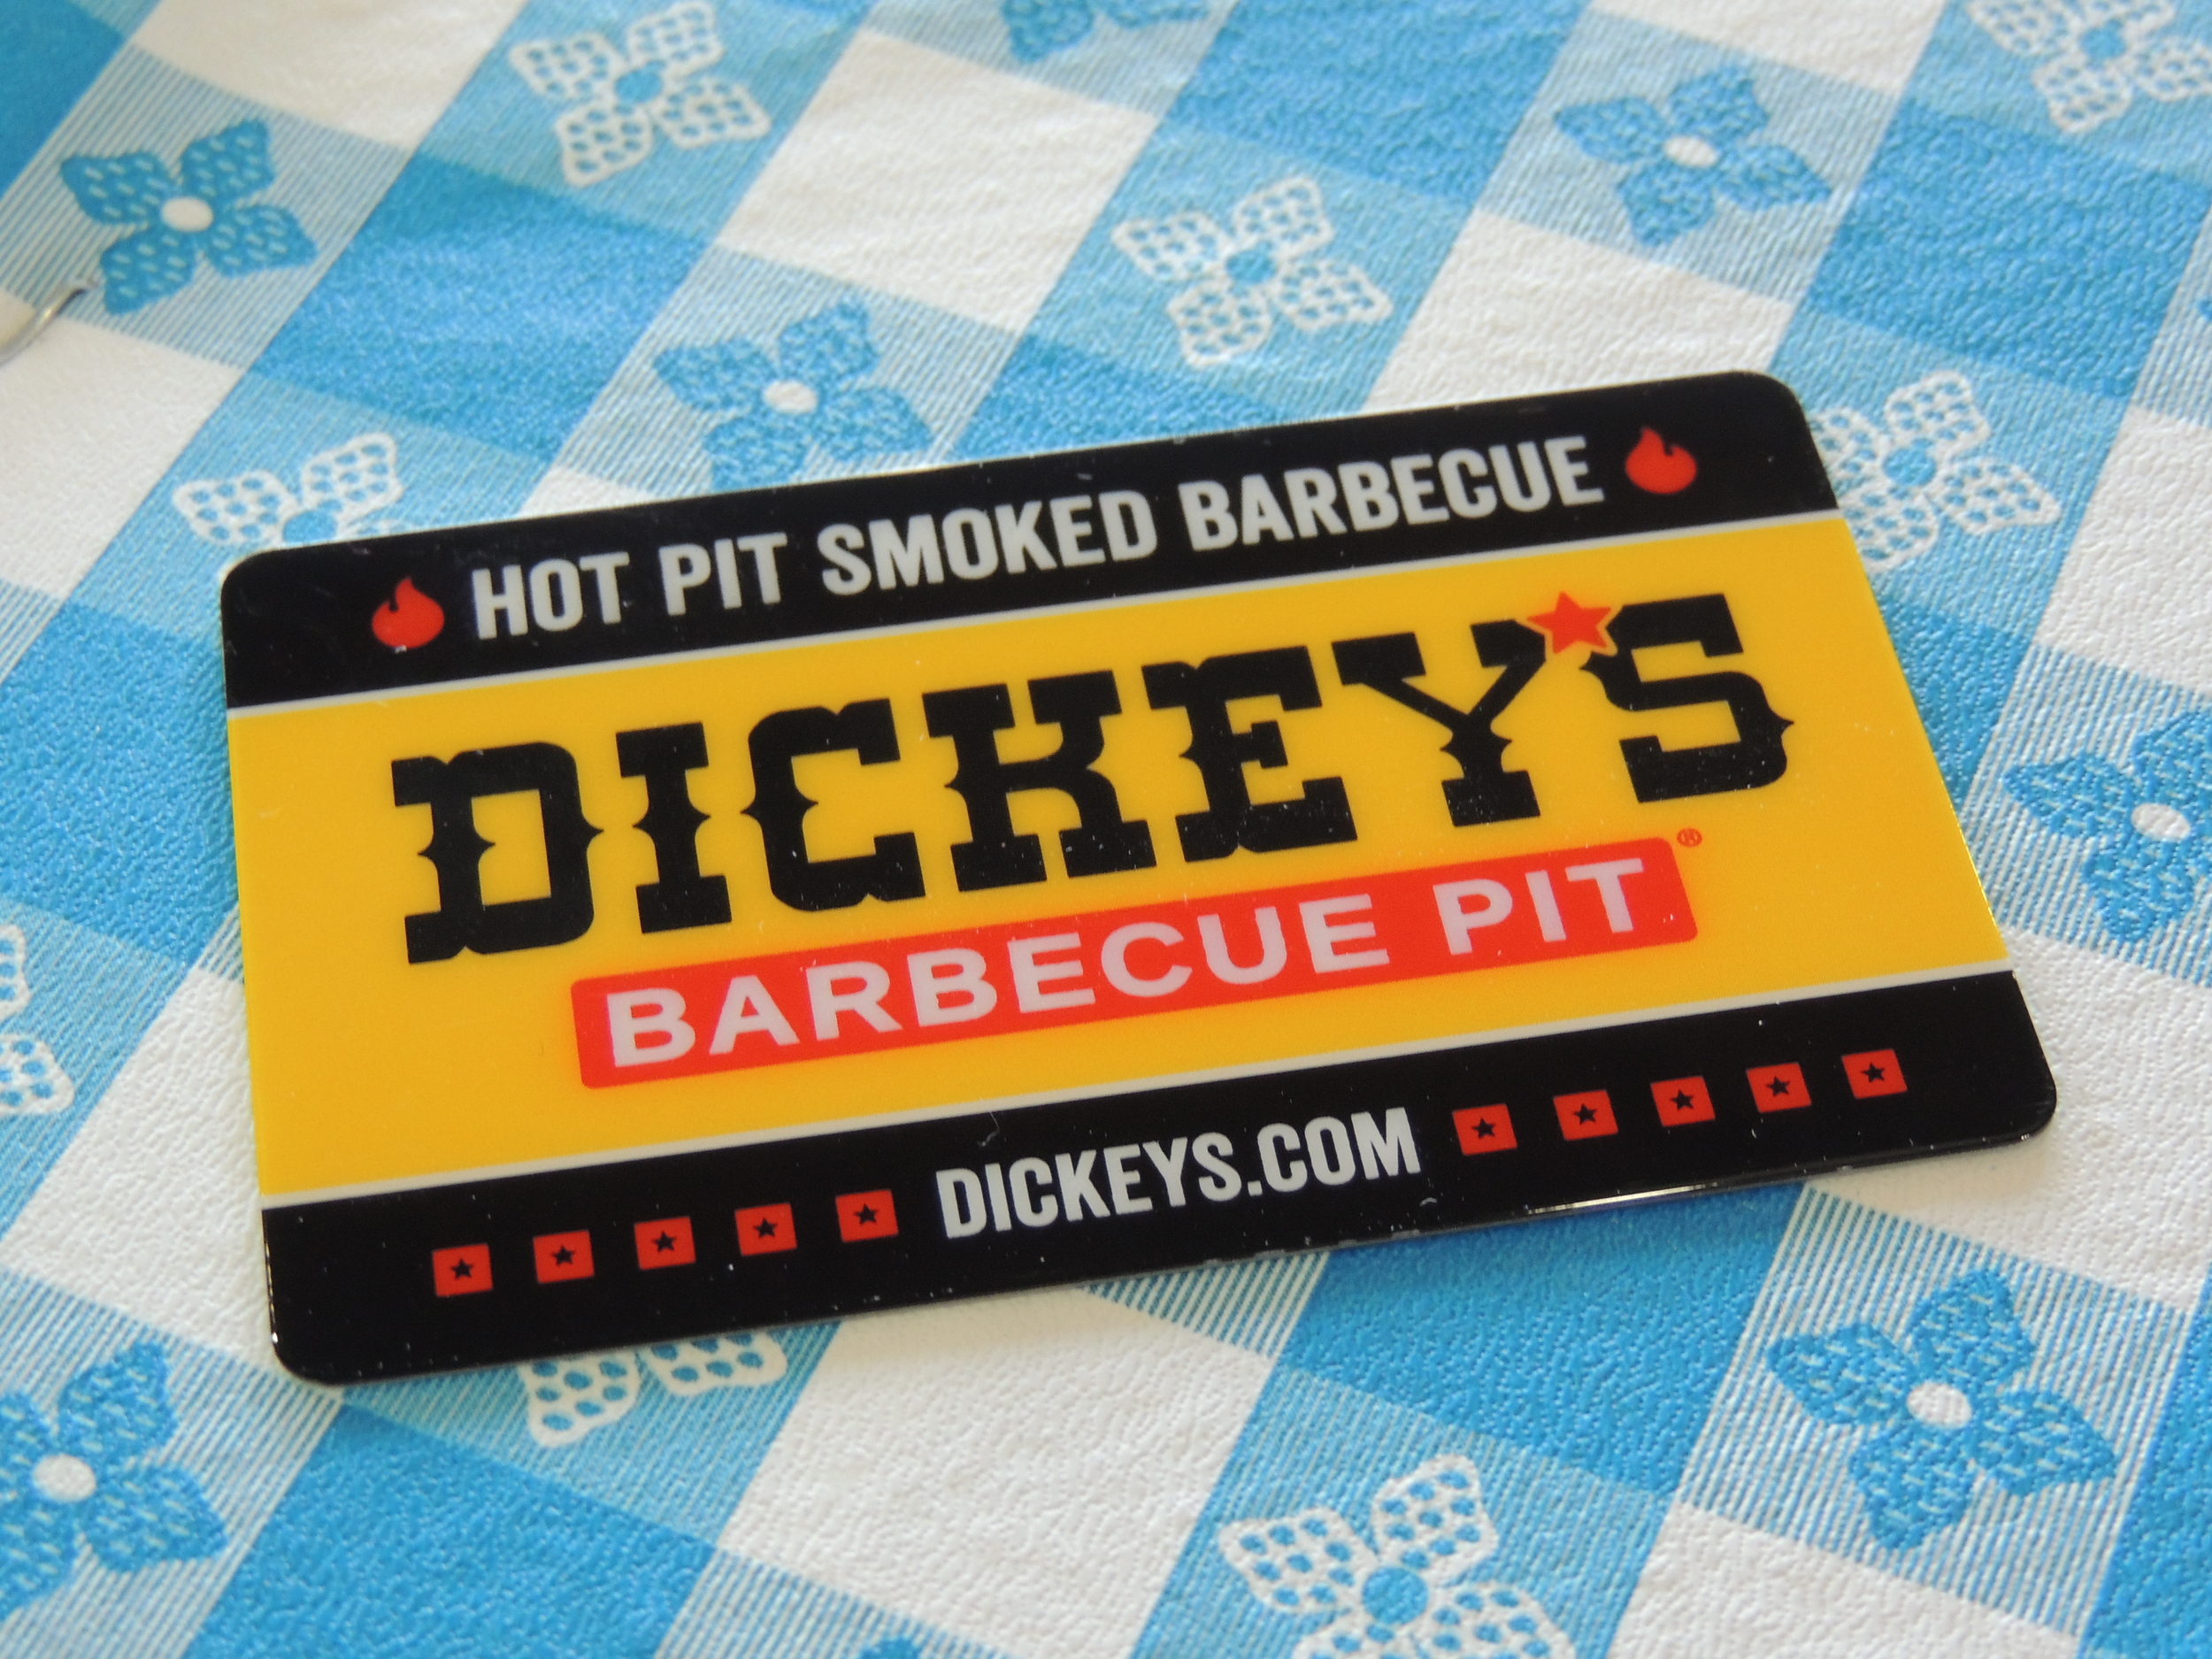 HOT PIT SMOKED BARBECUE
DICKEY'S
BARBECUE PIT®
DICKEYS.COM